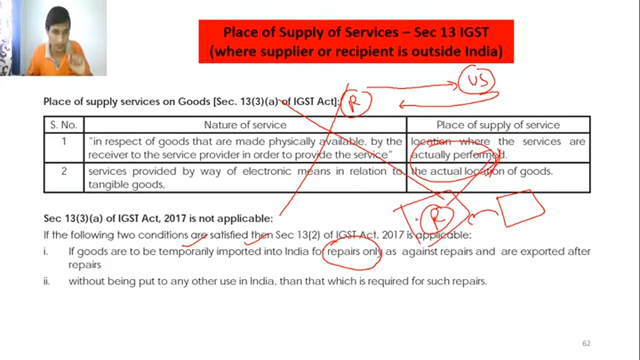 Place of Supply of Services – Sec 13 IGST
(where supplier or recipient is outside India)
US
R
Place of supply services on Goods [Sec. 13(3)(a) of IGST Act]:
S. No. Nature of service Place of supply of service
1 "in respect of goods that are made physically available, by the receiver to the service provider in order to provide the service" location where the services are actually performed.
2 services provided by way of electronic means in relation to tangible goods, the actual location of goods.
R
Sec 13(3)(a) of IGST Act, 2017 is not applicable:
If the following two conditions are satisfied then Sec 13(2) of IGST Act, 2017 is applicable:
i. If goods are to be temporarily imported into India for repairs only as against repairs and are exported after
repairs
ii. without being put to any other use in India, than that which is required for such repairs.
62